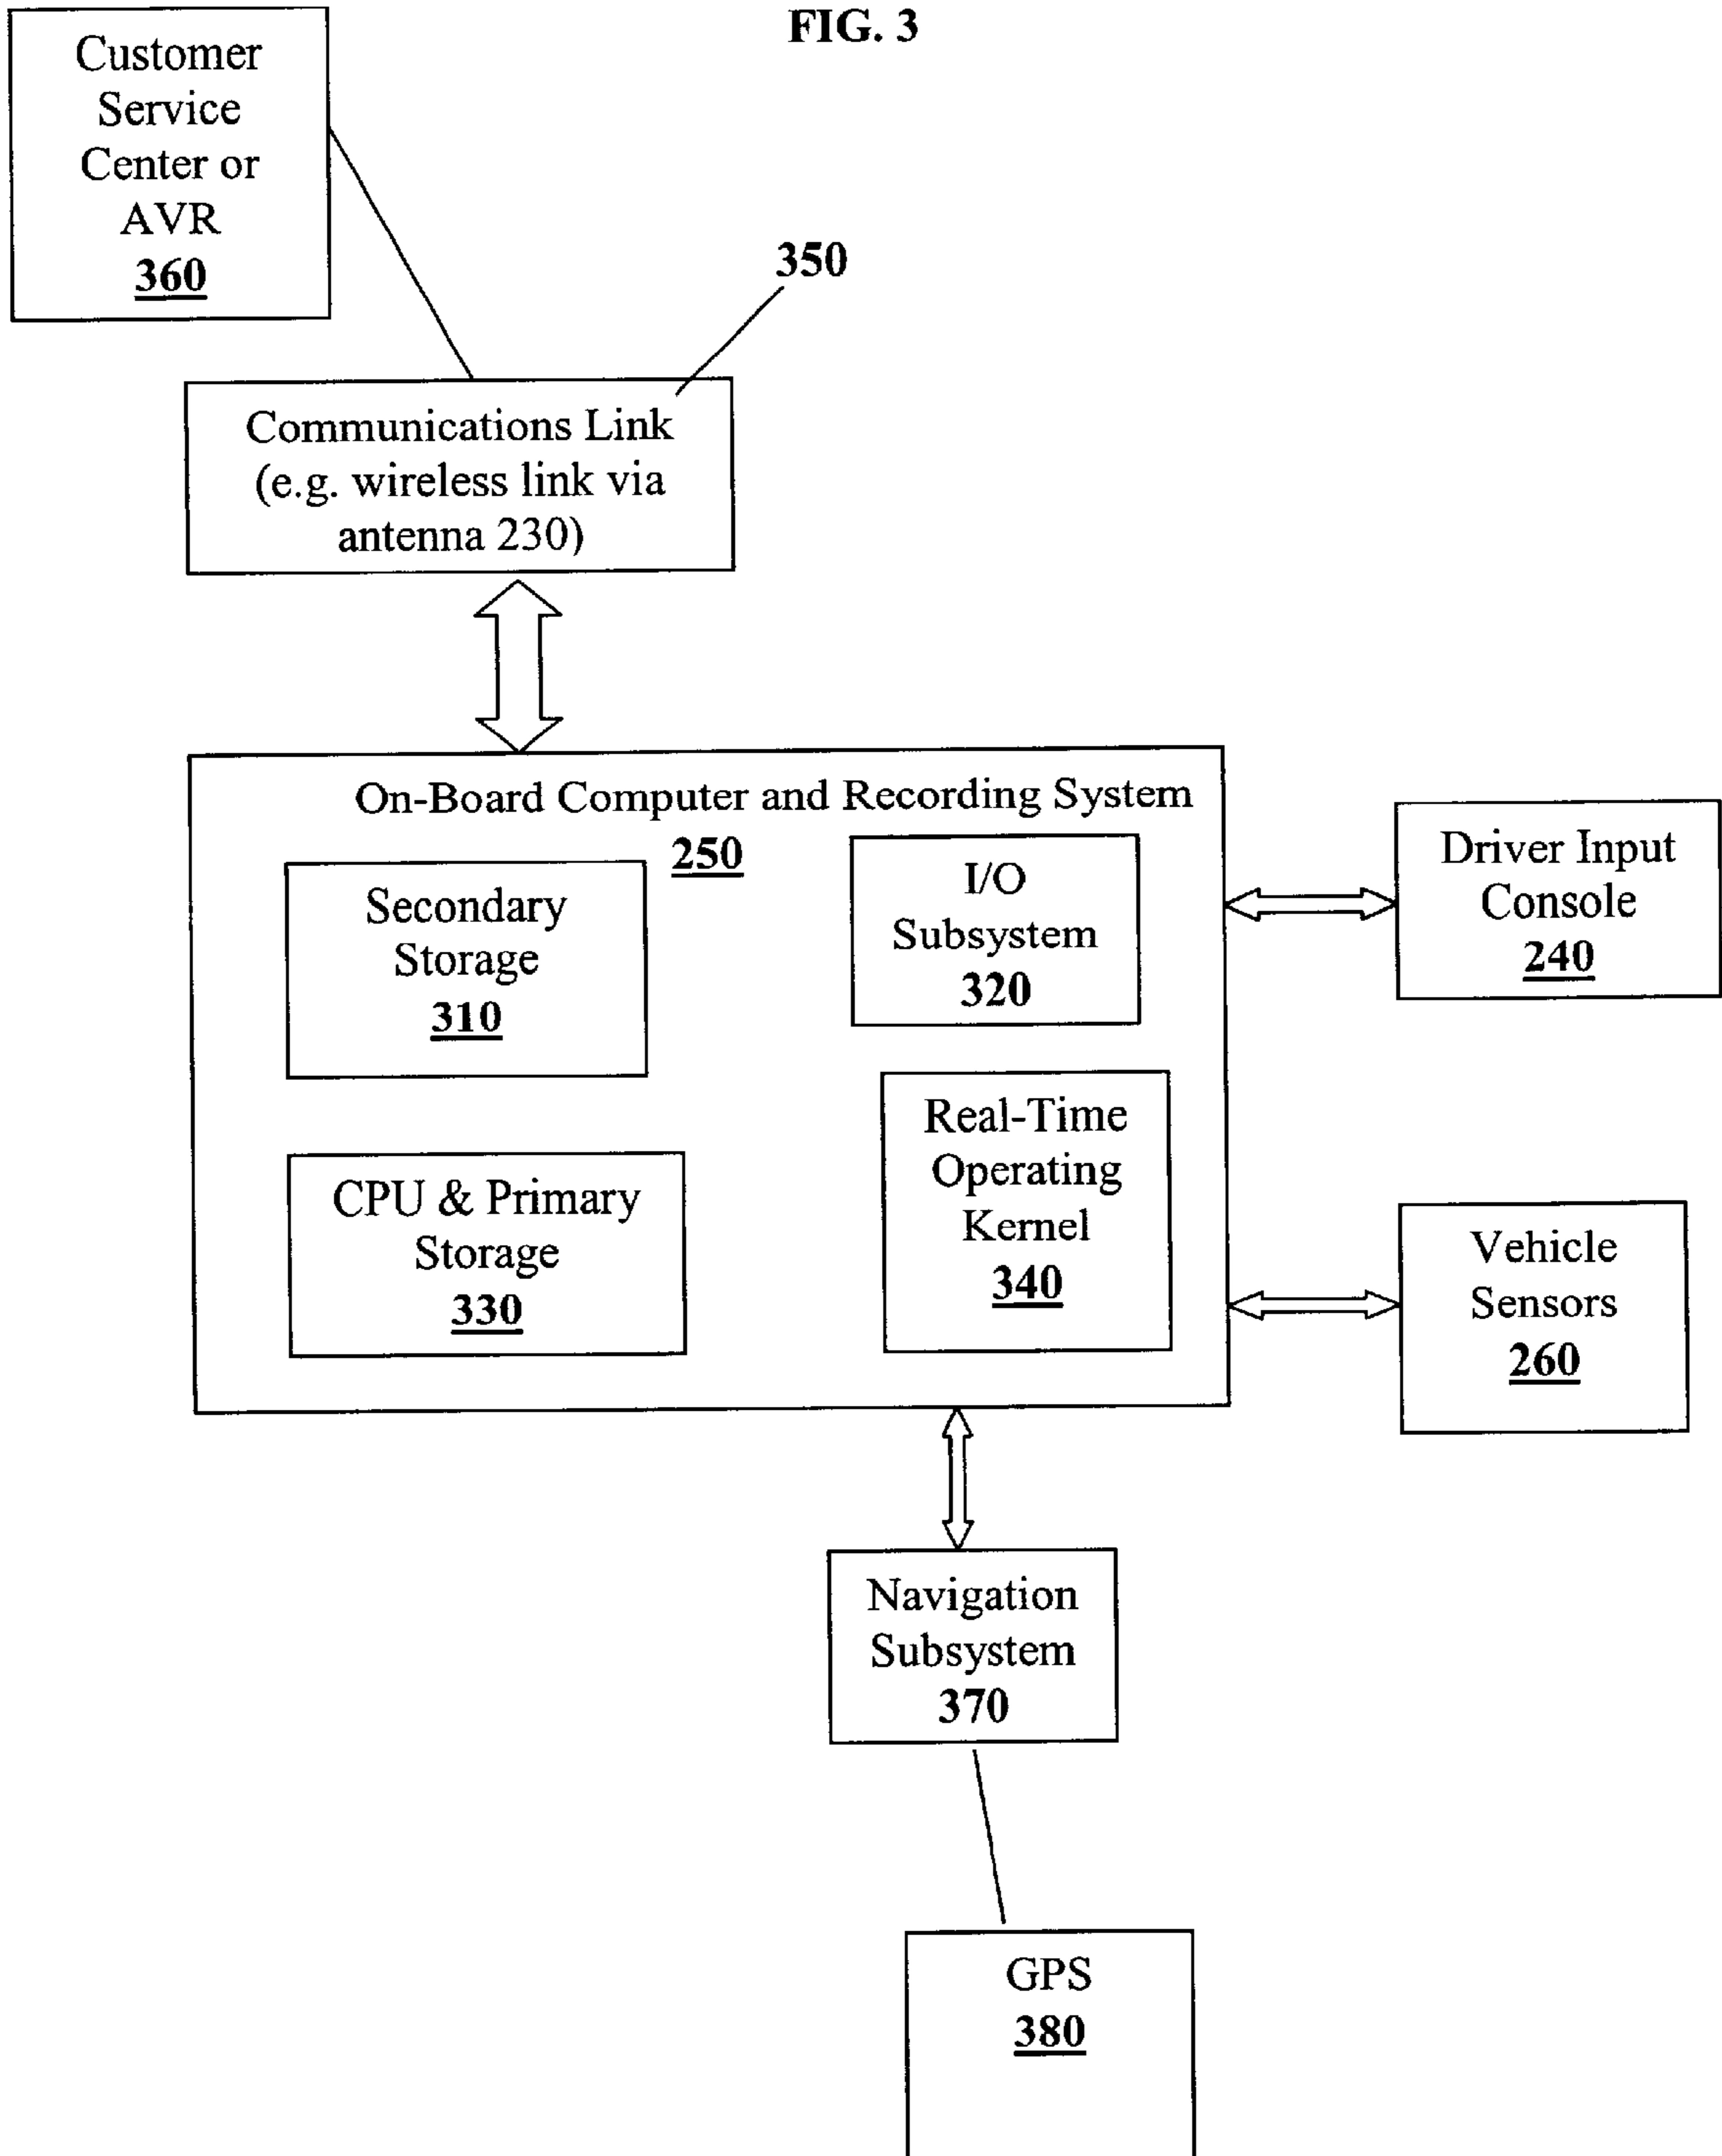 FIG. 3
Customer
Service
Center or
AVR
360
350
Communications Link
(e.g. wireless link via
antenna 230)
On-Board Computer and Recording System
250
Secondary
Storage
310
I/O
Subsystem
320
CPU & Primary
Storage
330
Real-Time
Operating
Kernel
340
Driver Input
Console
240
Vehicle
Sensors
260
Navigation
Subsystem
370
GPS
380